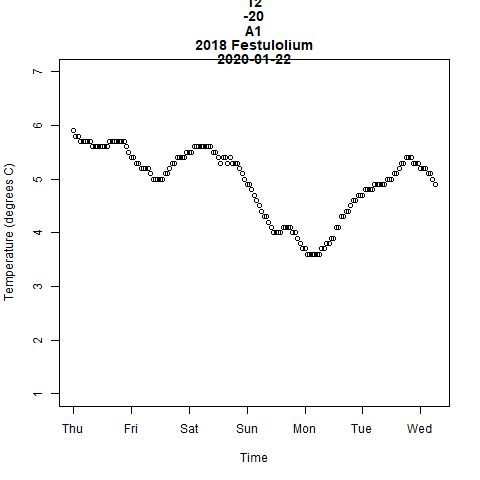 T2
-20
A1
2018 Festulolium
2020-01-22
Temperature (degrees C)
7
6
5
4
3
2
1
Thu Fri Sat Sun Mon Tue Wed
Time